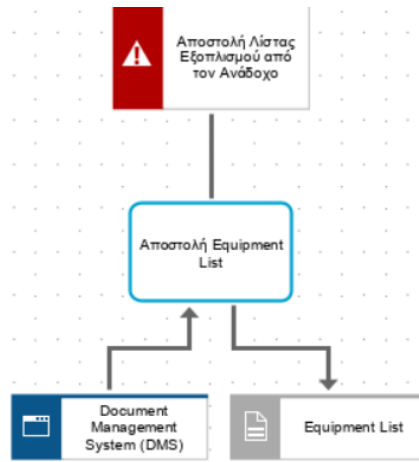 Αποστολή Λίστας
Εξοπλισμού από
τον Ανάδοχο
Αποστολή Equipment
List
Document
Management
System (DMS)
Equipment List